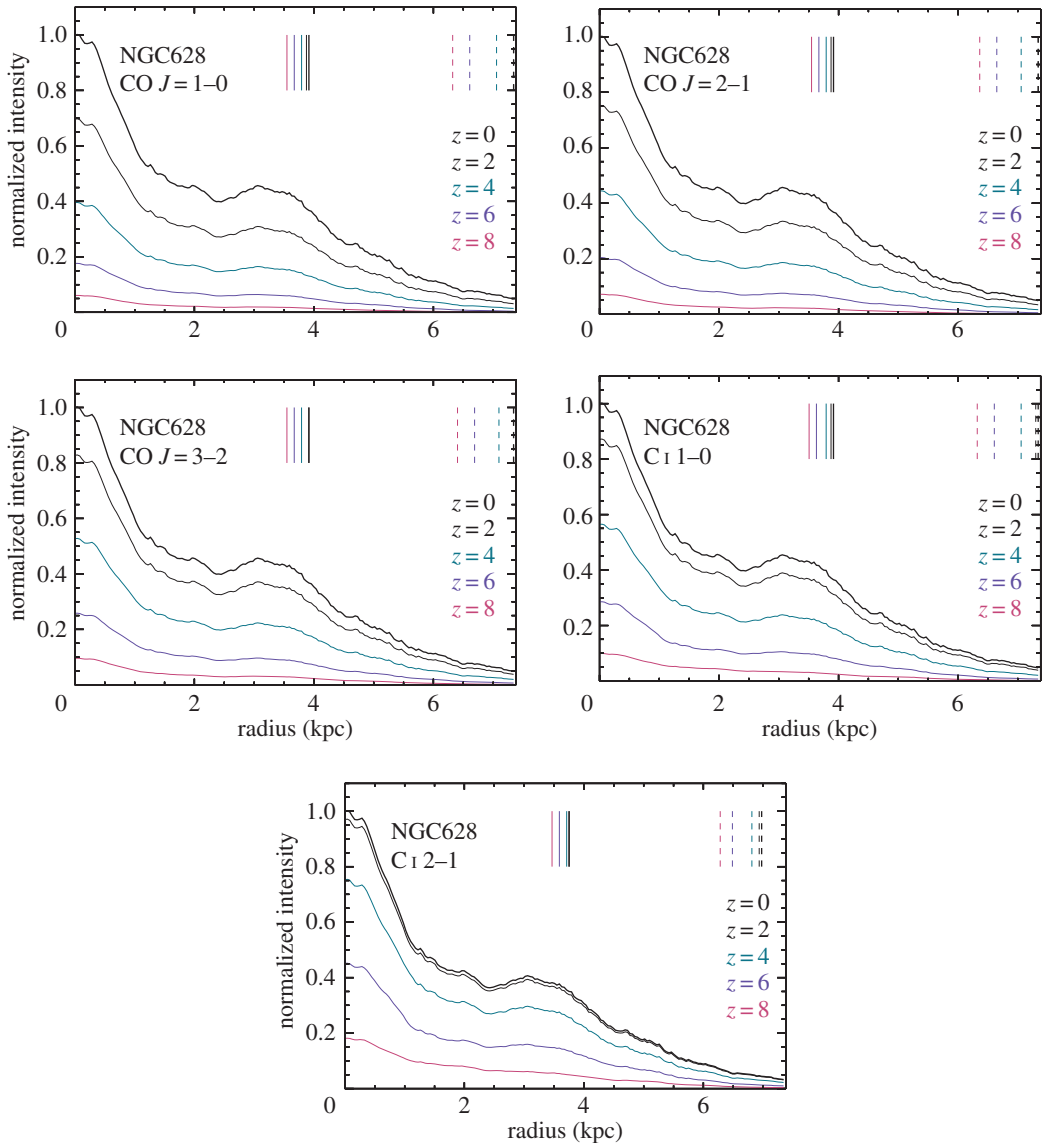 NGC628
CO J=1–0
normalized intensity
1.0
0.8
0.6
0.4
0.2
0
2
4
6
z=0
z=2
z=4
z=6
z=8
NGC628
CO J=2–1
1.0
0.8
0.6
0.4
0.2
0
2
4
6
z=0
z=2
z=4
z=6
z=8
NGC628
CO J=3–2
normalized intensity
1.0
0.8
0.6
0.4
0.2
0
2
4
6
radius (kpc)
z=0
z=2
z=4
z=6
z=8
NGC628
C I 1–0
1.0
0.8
0.6
0.4
0.2
0
2
4
6
radius (kpc)
z=0
z=2
z=4
z=6
z=8
NGC628
C I 2–1
normalized intensity
1.0
0.8
0.6
0.4
0.2
0
2
4
6
radius (kpc)
z=0
z=2
z=4
z=6
z=8